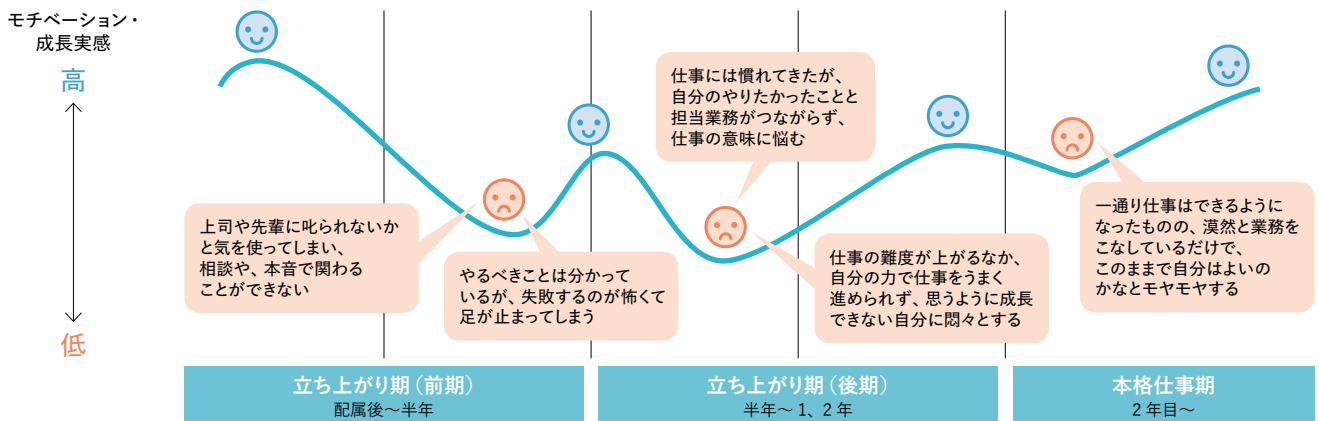 モチベーション・
成長実感
高
低
上司や先輩に叱られないか
と気を使ってしまい、
相談や、本音で関わる
ことができない
やるべきことは分かって
いるが、失敗するのが怖くて
足が止まってしまう
仕事には慣れてきたが、
自分のやりたかったことと
担当業務がつながらず、
仕事の意味に悩む
仕事の難度が上がるなか、
自分の力で仕事をうまく
進められず、思うように成長
できない自分に悶々とする
一通り仕事はできるように
なったものの、漠然と業務を
こなしているだけで、
このままで自分はよいの
かなとモヤモヤする
立ち上がり期（前期）
配属後～半年
立ち上がり期（後期）
半年～1、2年
本格仕事期
2年目～